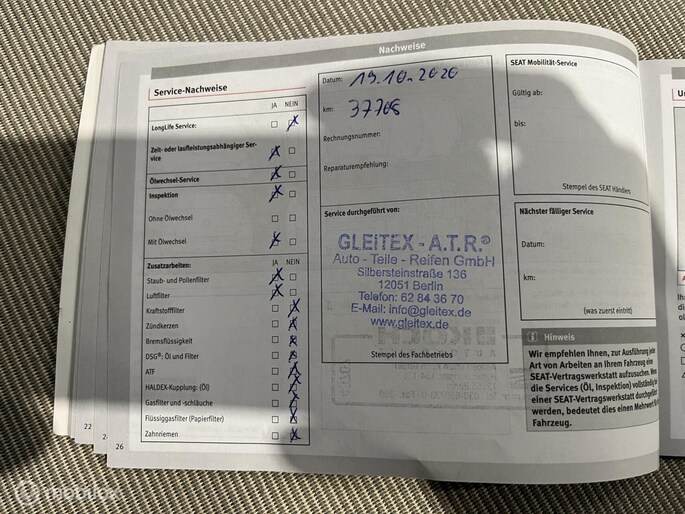 Nachweise
Service-Nachweise
JA NEIN
LongLife Service:
Zeit- oder laufleistungsabhängiger Ser-
vice
Ölwechsel-Service
Inspektion
Ohne Ölwechsel
Mit Ölwechsel
Zusatzarbeiten: JA NEIN
Staub- und Pollenfilter
Luftfilter
Kraftstofffilter
Zündkerzen
Bremsflüssigkeit
DSG®: Öl und Filter
ATF
HALDEX-Kupplung: (Öl)
Gasfilter und -schläuche
Flüssiggasfilter (Papierfilter)
Zahnriemen
Datum: 19.10.2020
km: 37708
Rechnungsnummer:
Reparaturempfehlung:
Service durchgeführt von:
GLEITEX - A.T.R.®
Auto - Teile - Reifen GmbH
Silbersteinstraße 136
12051 Berlin
Telefon: 62 84 36 70
E-Mail: info@gleitex.de
www.gleitex.de
Stempel des Fachbetriebs
SEAT Mobilität-Service
Gültig ab:
bis:
Stempel des SEAT Händlers
Nächster fälliger Service
Datum:
km:
(was zuerst eintritt)
Hinweis
Wir empfehlen Ihnen, zur Ausführung jede
Art von Arbeiten an Ihrem Fahrzeug eine
SEAT-Vertragswerkstatt aufzusuchen.
die Services (Öl, Inspektion) vollständig
einer SEAT-Vertragswerkstatt durchgeführt
werden, bedeutet dies einen Mehrwert
Fahrzeug.
22
26
mobilox